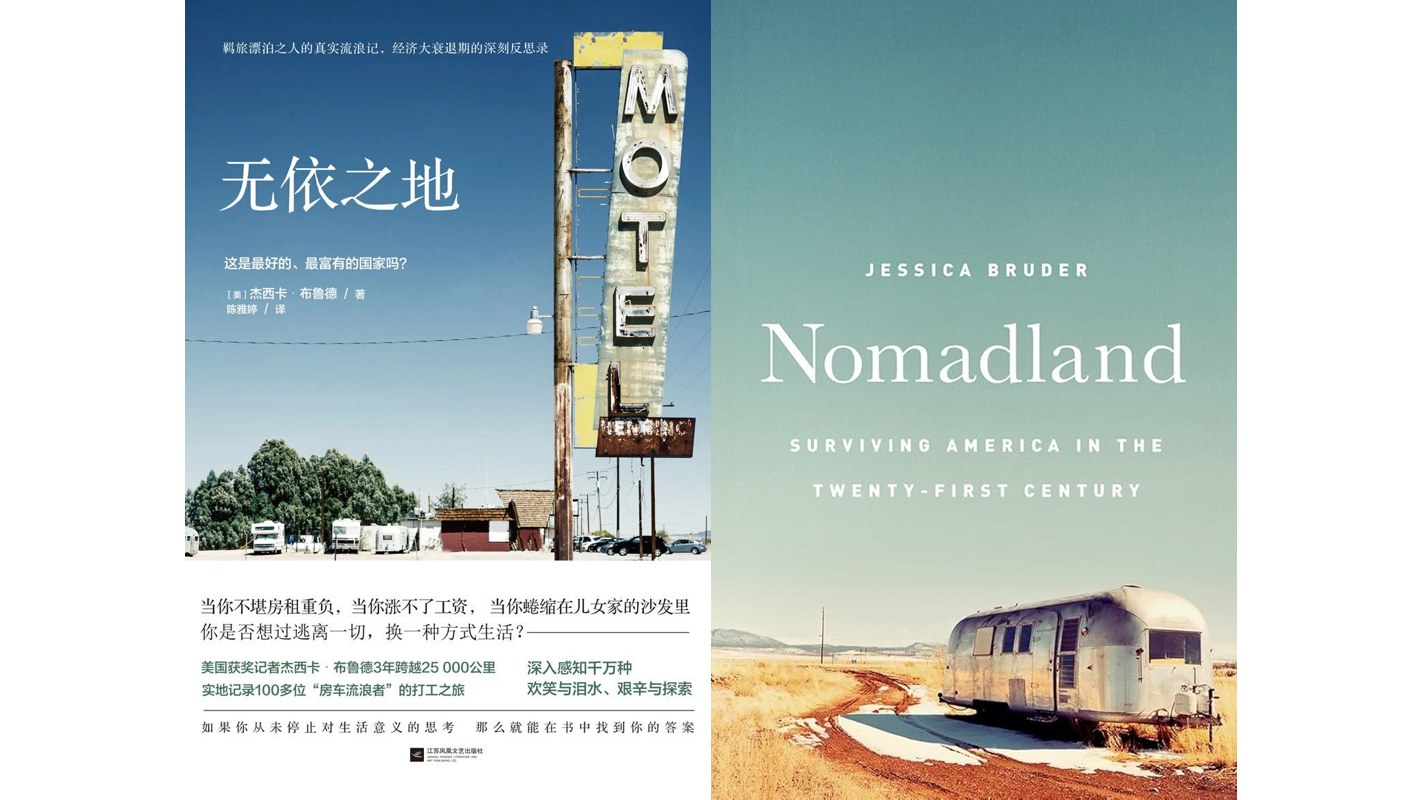 羁旅漂泊之人的真实流浪记，经济大衰退期的深刻反思录
MOTEL
无依之地
这是最好的、最富有的国家吗？
[美] 杰西卡·布鲁德 / 著
陈雅婷 / 译
当你不堪房租重负，当你涨不了工资， 当你蜷缩在儿女家的沙发里
你是否想过逃离一切，换一种方式生活？
美国获奖记者杰西卡·布鲁德3年跨越25 000公里
实地记录100多位“房车流浪者”的打工之旅
深入感知千万种
欢笑与泪水、艰辛与探索
如果你从未停止对生活意义的思考 那么就能在书中找到你的答案
江苏凤凰文艺出版社
JESSICA BRUDER
Nomadland
SURVIVING AMERICA IN THE
TWENTY-FIRST CENTURY